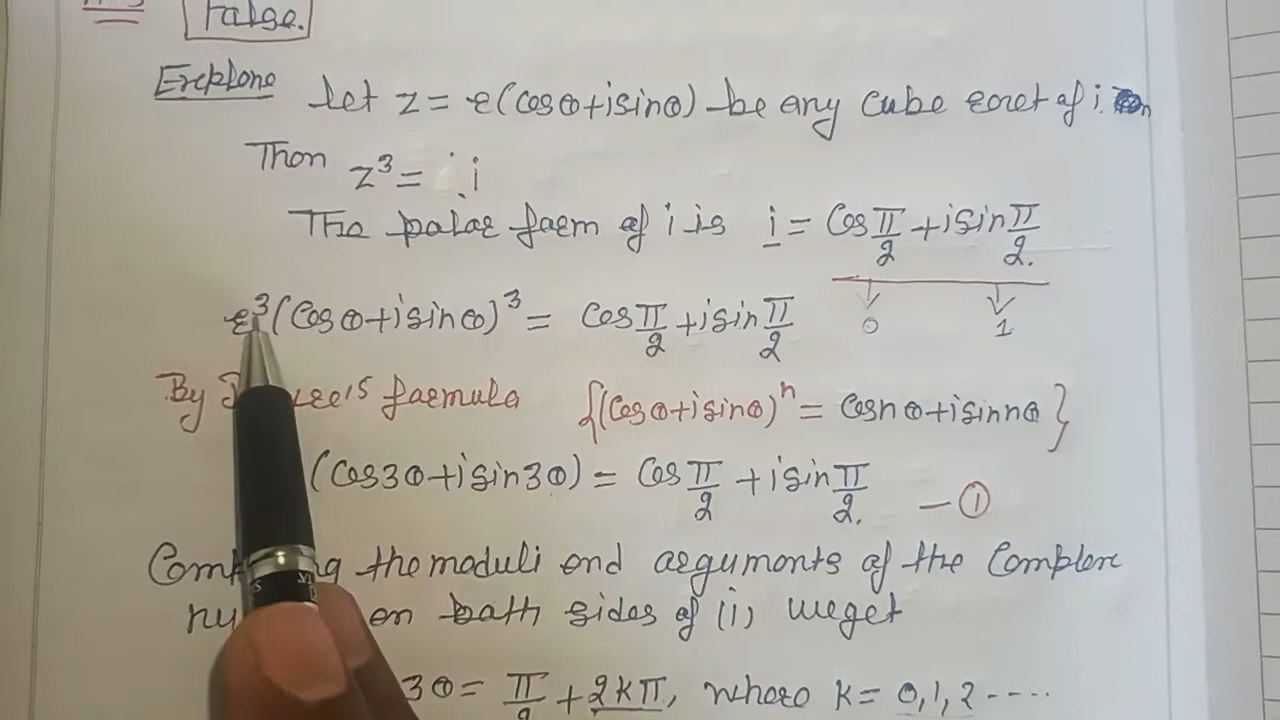 False.
Explane Let z = r(cosθ+isinθ) be any cube root of i
Then z³ = i
The polar form of i is i = Cos π/2 + isin π/2.
r³(Cosθ+isinθ)³ = Cos π/2 + isin π/2
0 1
By formula {(Cosθ+isinθ)ⁿ = Cosnθ+isinnθ}
(Cos3θ+isin3θ) = Cos π/2 + isin π/2. —①
the moduli and arguments of the Complex
on both sides of (i), we get
3θ = π/2 + 2kπ, where k = 0,1,2 ----